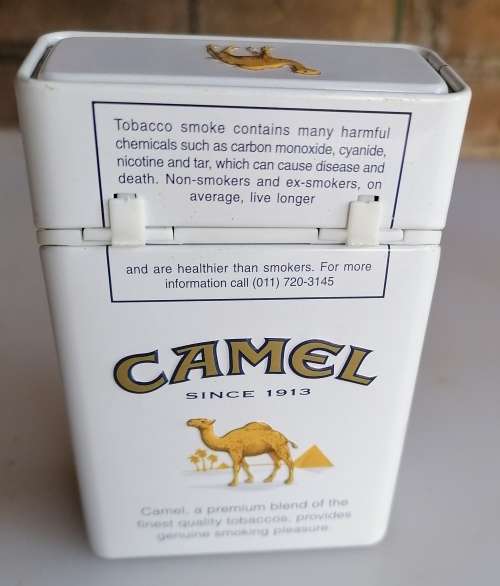 Tobacco smoke contains many harmful
chemicals such as carbon monoxide, cyanide,
nicotine and tar, which can cause disease and
death. Non-smokers and ex-smokers, on
average, live longer
and are healthier than smokers. For more
information call (011) 720-3145
CAMEL
SINCE 1913
Camel, a premium blend of the
finest quality tobaccos, provides
genuine smoking pleasure.